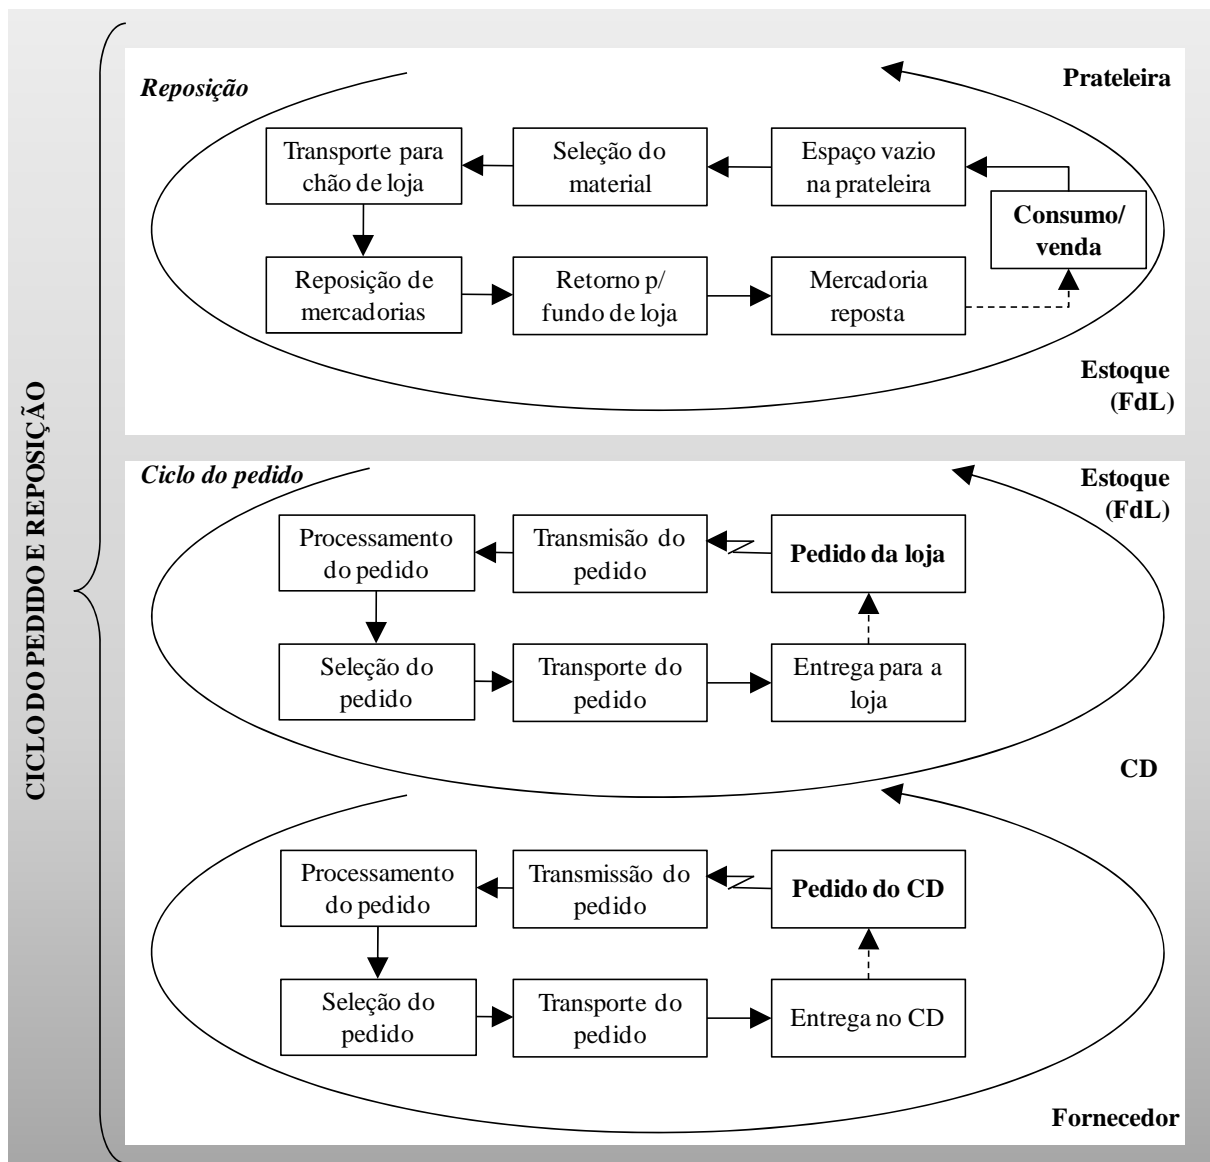 CICLO DO PEDIDO E REPOSIÇÃO
Reposição
Prateleira
Transporte para
chão de loja
Seleção do
material
Espaço vazio
na prateleira
Consumo/
venda
Reposição de
mercadorias
Retorno p/
fundo de loja
Mercadoria
reposta
Estoque
(FdL)
Ciclo do pedido
Estoque
(FdL)
Processamento
do pedido
Transmisão do
pedido
Pedido da loja
Seleção do
pedido
Transporte do
pedido
Entrega para a
loja
CD
Processamento
do pedido
Transmissão do
pedido
Pedido do CD
Seleção do
pedido
Transporte do
pedido
Entrega no CD
Fornecedor